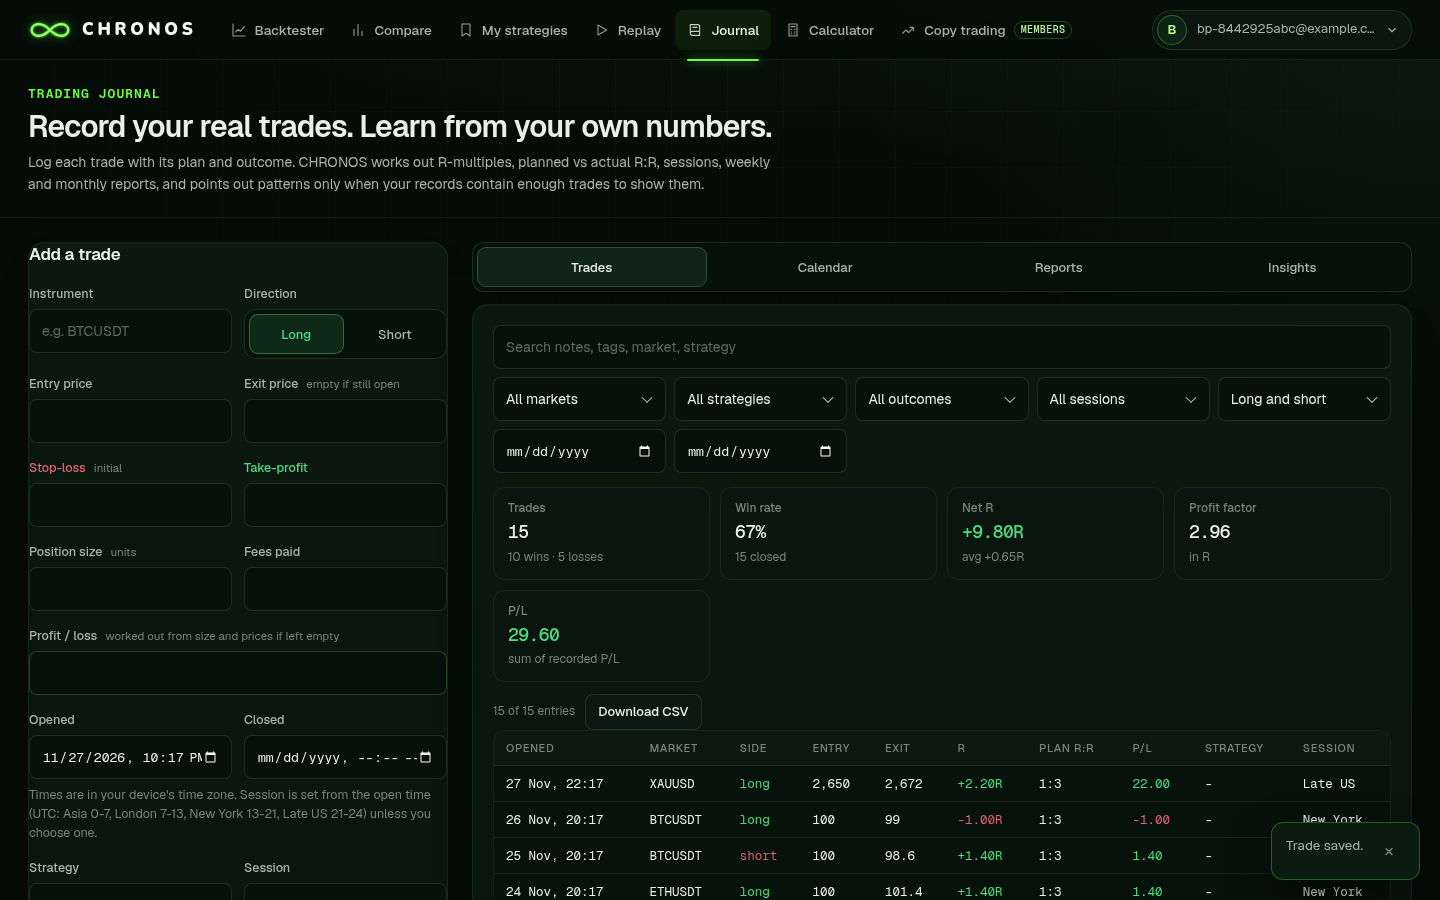 CHRONOS
Backtester
Compare
My strategies
Replay
Journal
Calculator
Copy trading MEMBERS
B bp-8442925abc@example.c...
TRADING JOURNAL
Record your real trades. Learn from your own numbers.
Log each trade with its plan and outcome. CHRONOS works out R-multiples, planned vs actual R:R, sessions, weekly
and monthly reports, and points out patterns only when your records contain enough trades to show them.
Add a trade
Instrument
Direction
e.g. BTCUSDT
Long
Short
Entry price
Exit price empty if still open
Stop-loss initial
Take-profit
Position size units
Fees paid
Profit / loss worked out from size and prices if left empty
Opened
Closed
11/27/2026, 10:17 PM
mm/dd/yyyy, --:-- --
Times are in your device's time zone. Session is set from the open time
(UTC: Asia 0-7, London 7-13, New York 13-21, Late US 21-24) unless you
choose one.
Strategy
Session
Trades
Calendar
Reports
Insights
Search notes, tags, market, strategy
All markets
All strategies
All outcomes
All sessions
Long and short
mm/dd/yyyy
mm/dd/yyyy
Trades
15
10 wins · 5 losses
Win rate
67%
15 closed
Net R
+9.80R
avg +0.65R
Profit factor
2.96
in R
P/L
29.60
sum of recorded P/L
15 of 15 entries
Download CSV
OPENED MARKET SIDE ENTRY EXIT R PLAN R:R P/L STRATEGY SESSION
27 Nov, 22:17 XAUUSD long 2,650 2,672 +2.20R 1:3 22.00 - Late US
26 Nov, 20:17 BTCUSDT long 100 99 -1.00R 1:3 -1.00 - New York
25 Nov, 20:17 BTCUSDT short 100 98.6 +1.40R 1:3 1.40 -
24 Nov, 20:17 ETHUSDT long 100 101.4 +1.40R 1:3 1.40 - New York
Trade saved. ×